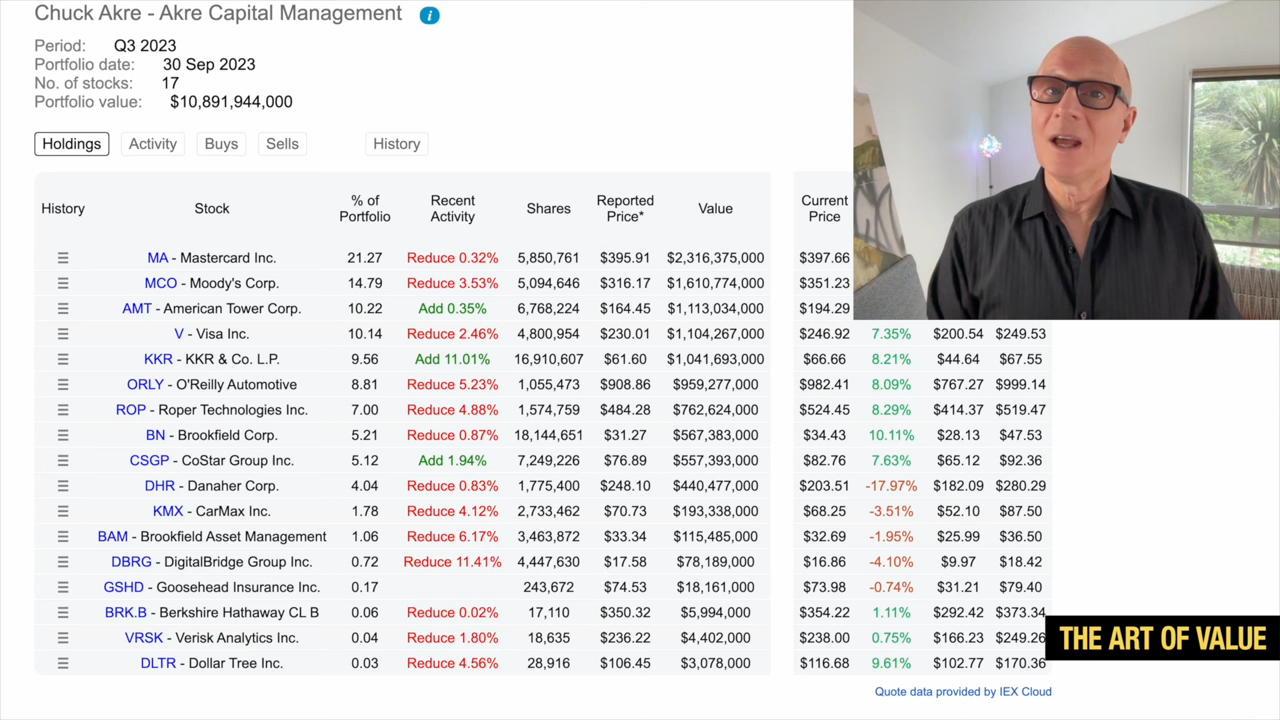 Chuck Akre - Akre Capital Management i
Period: Q3 2023
Portfolio date: 30 Sep 2023
No. of stocks: 17
Portfolio value: $10,891,944,000
Holdings Activity Buys Sells History
History Stock % of Portfolio Recent Activity Shares Reported Price* Value Current Price
MA - Mastercard Inc. 21.27 Reduce 0.32% 5,850,761 $395.91 $2,316,375,000 $397.66
MCO - Moody's Corp. 14.79 Reduce 3.53% 5,094,646 $316.17 $1,610,774,000 $351.23
AMT - American Tower Corp. 10.22 Add 0.35% 6,768,224 $164.45 $1,113,034,000 $194.29
V - Visa Inc. 10.14 Reduce 2.46% 4,800,954 $230.01 $1,104,267,000 $246.92 7.35% $200.54 $249.53
KKR - KKR & Co. L.P. 9.56 Add 11.01% 16,910,607 $61.60 $1,041,693,000 $66.66 8.21% $44.64 $67.55
ORLY - O'Reilly Automotive 8.81 Reduce 5.23% 1,055,473 $908.86 $959,277,000 $982.41 8.09% $767.27 $999.14
ROP - Roper Technologies Inc. 7.00 Reduce 4.88% 1,574,759 $484.28 $762,624,000 $524.45 8.29% $414.37 $519.47
BN - Brookfield Corp. 5.21 Reduce 0.87% 18,144,651 $31.27 $567,383,000 $34.43 10.11% $28.13 $47.53
CSGP - CoStar Group Inc. 5.12 Add 1.94% 7,249,226 $76.89 $557,393,000 $82.76 7.63% $65.12 $92.36
DHR - Danaher Corp. 4.04 Reduce 0.83% 1,775,400 $248.10 $440,477,000 $203.51 -17.97% $182.09 $280.29
KMX - CarMax Inc. 1.78 Reduce 4.12% 2,733,462 $70.73 $193,338,000 $68.25 -3.51% $52.10 $87.50
BAM - Brookfield Asset Management 1.06 Reduce 6.17% 3,463,872 $33.34 $115,485,000 $32.69 -1.95% $25.99 $36.50
DBRG - DigitalBridge Group Inc. 0.72 Reduce 11.41% 4,447,630 $17.58 $78,189,000 $16.86 -4.10% $9.97 $18.42
GSHD - Goosehead Insurance Inc. 0.17 243,672 $74.53 $18,161,000 $73.98 -0.74% $31.21 $79.40
BRK.B - Berkshire Hathaway CL B 0.06 Reduce 0.02% 17,110 $350.32 $5,994,000 $354.22 1.11% $292.42 $373.34
VRSK - Verisk Analytics Inc. 0.04 Reduce 1.80% 18,635 $236.22 $4,402,000 $238.00 0.75% $166.23 $249.26
DLTR - Dollar Tree Inc. 0.03 Reduce 4.56% 28,916 $106.45 $3,078,000 $116.68 9.61% $102.77 $170.36
THE ART OF VALUE
Quote data provided by IEX Cloud